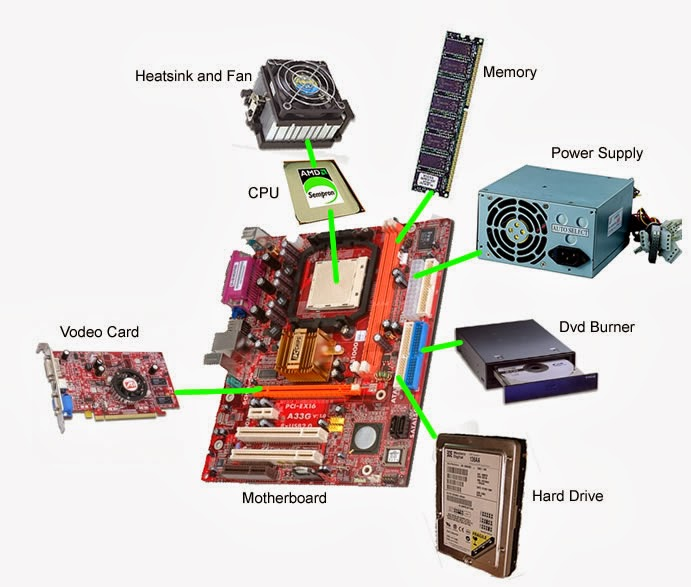 Heatsink and Fan
Memory
AMD
Sempron
CPU
Power Supply
AUTO SELECT
Vodeo Card
Dvd Burner
PCI-EX16
A33G
Motherboard
Hard Drive